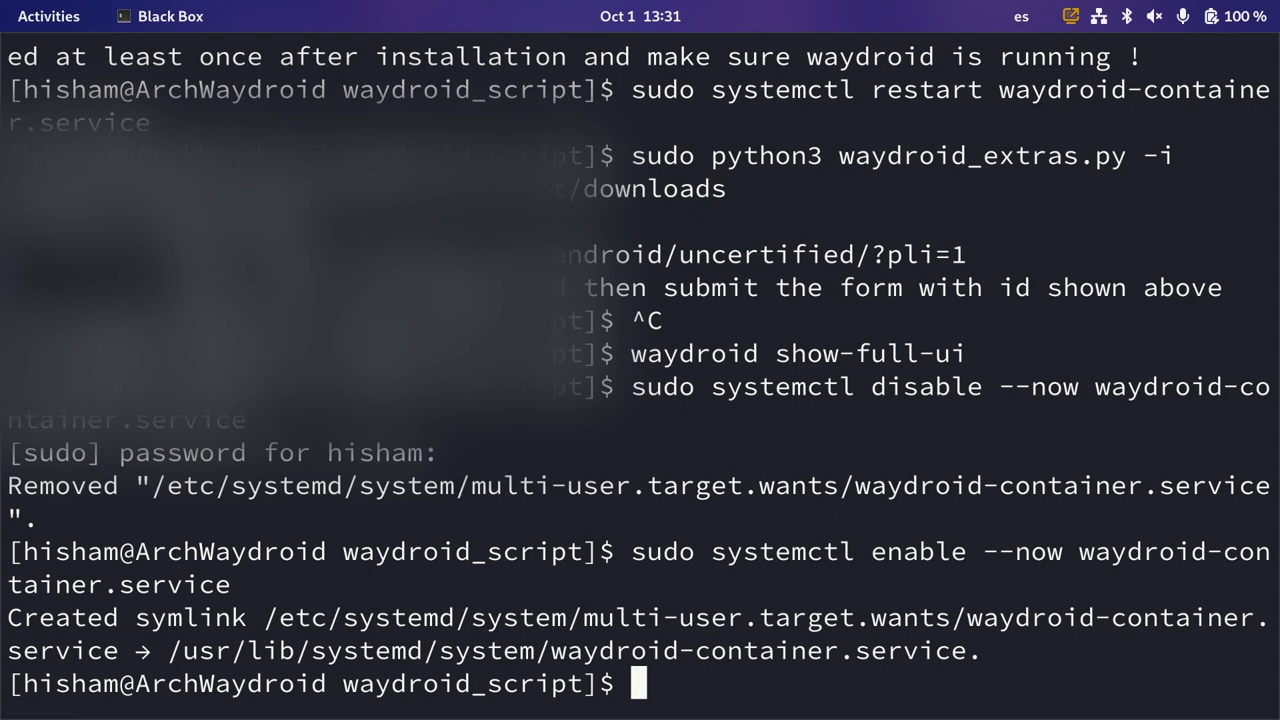 Activities Black Box Oct 1 13:31 es 100 %
ed at least once after installation and make sure waydroid is running !
[hisham@ArchWaydroid waydroid_script]$ sudo systemctl restart waydroid-containe
r.service
pt]$ sudo python3 waydroid_extras.py -i
t/downloads
android/uncertified/?pli=1
d then submit the form with id shown above
pt]$ ^C
pt]$ waydroid show-full-ui
pt]$ sudo systemctl disable --now waydroid-co
ntainer.service
[sudo] password for hisham:
Removed "/etc/systemd/system/multi-user.target.wants/waydroid-container.service
".
[hisham@ArchWaydroid waydroid_script]$ sudo systemctl enable --now waydroid-con
tainer.service
Created symlink /etc/systemd/system/multi-user.target.wants/waydroid-container.
service → /usr/lib/systemd/system/waydroid-container.service.
[hisham@ArchWaydroid waydroid_script]$